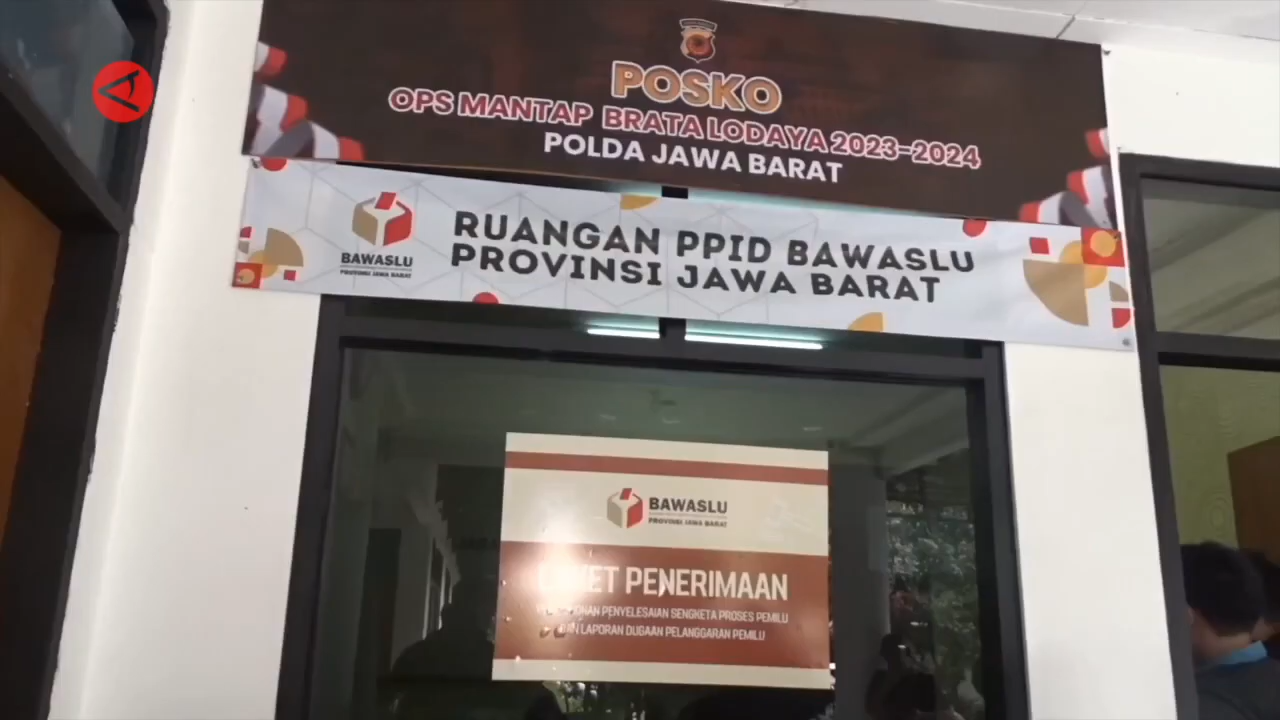 POSKO
OPS MANTAP BRATA LODAYA 2023-2024
POLDA JAWA BARAT
BAWASLU
PROVINSI JAWA BARAT
RUANGAN PPID BAWASLU
PROVINSI JAWA BARAT
BAWASLU
PROVINSI JAWA BARAT
PENERIMAAN
PENYELESAIAN SENGKETA PROSES PEMILU
DAN LAPORAN DUGAAN PELANGGARAN PEMILU